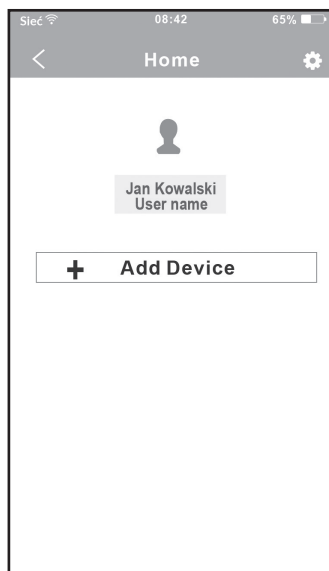 Sieć 08:42 65%
Home
Jan Kowalski
User name
+ Add Device